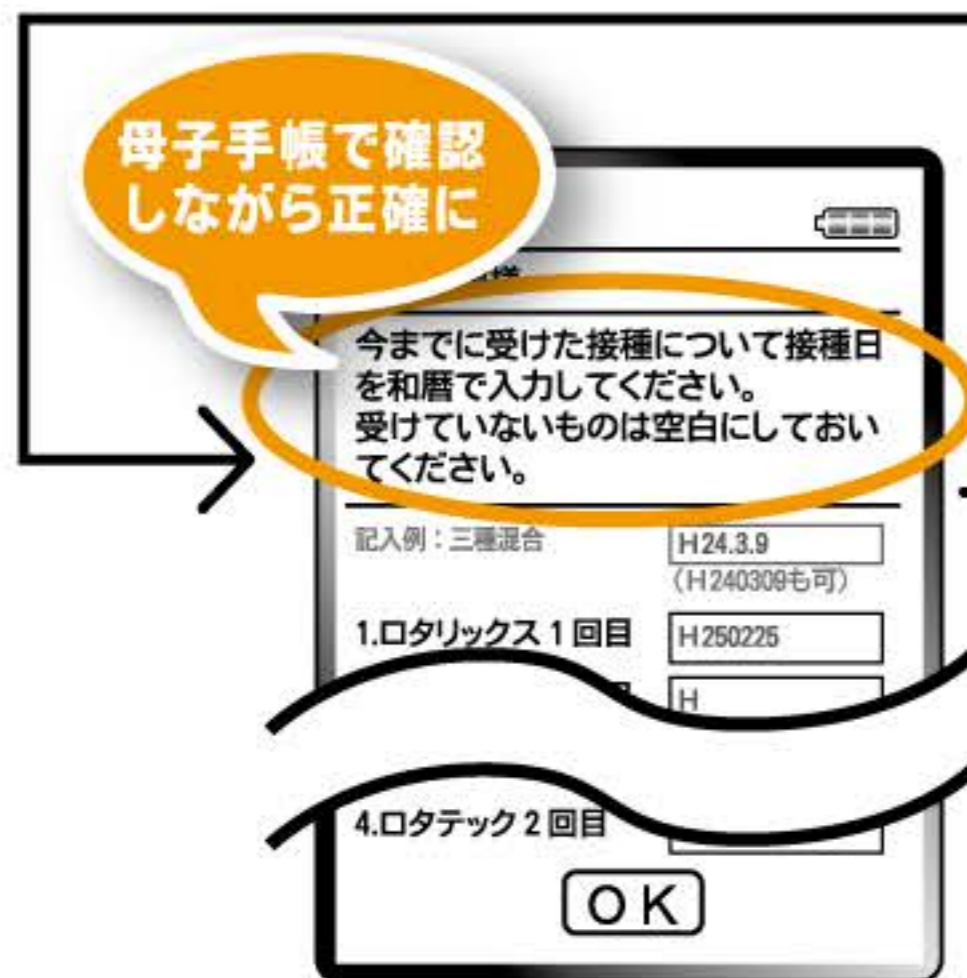 母子手帳で確認
しながら正確に
様
今までに受けた接種について接種日
を和暦で入力してください。
受けていないものは空白にしておい
てください。
記入例：三種混合 H24.3.9
（H240309も可）
1.ロタリックス1回目 H250225
H
4.ロタテック2回目
OK